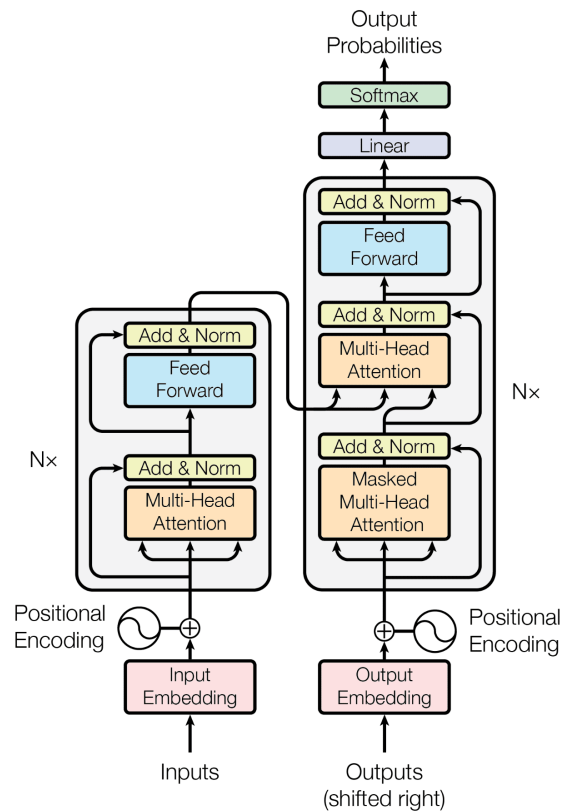 Output
Probabilities
Softmax
Linear
Add & Norm
Feed
Forward
Add & Norm
Multi-Head
Attention
Add & Norm
Masked
Multi-Head
Attention
N×
Add & Norm
Feed
Forward
Add & Norm
Multi-Head
Attention
N×
Positional
Encoding
Positional
Encoding
Input
Embedding
Output
Embedding
Inputs
Outputs
(shifted right)